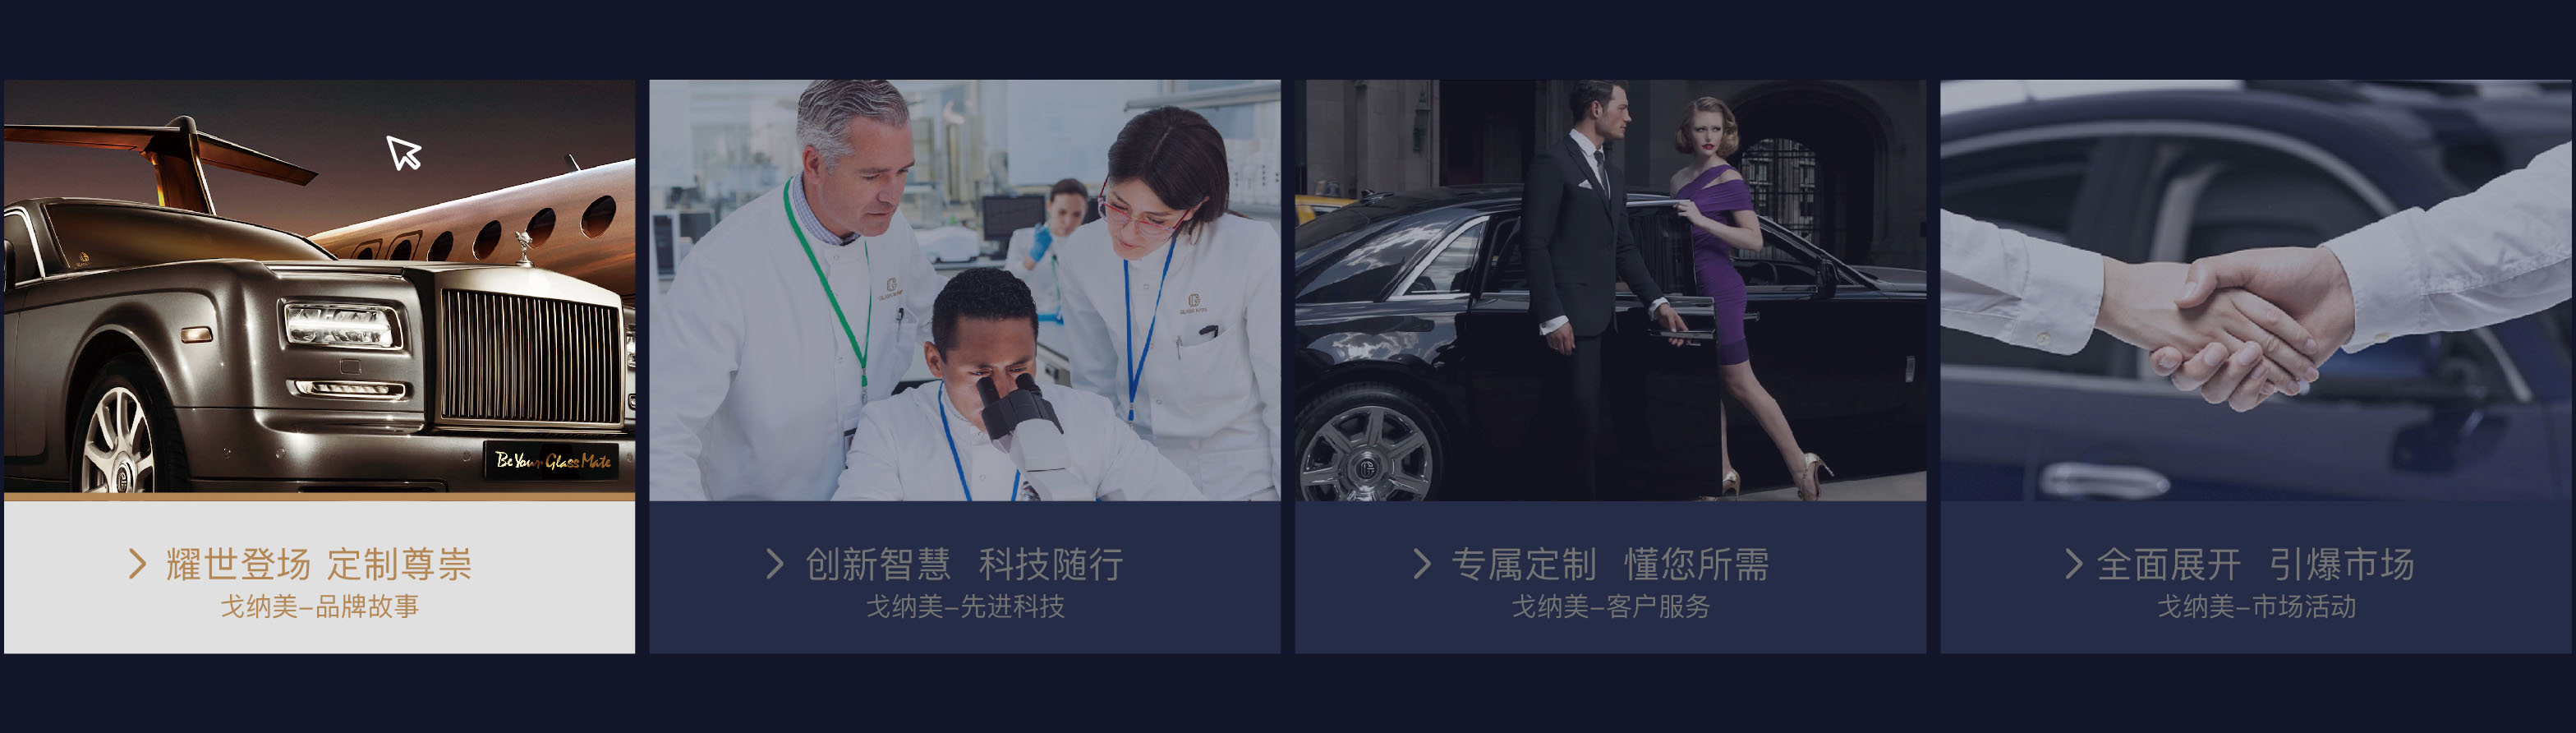 Be Your Glass Mate
耀世登场 定制尊崇
戈纳美–品牌故事
创新智慧 科技随行
戈纳美–先进科技
专属定制 懂您所需
戈纳美–客户服务
全面展开 引爆市场
戈纳美–市场活动